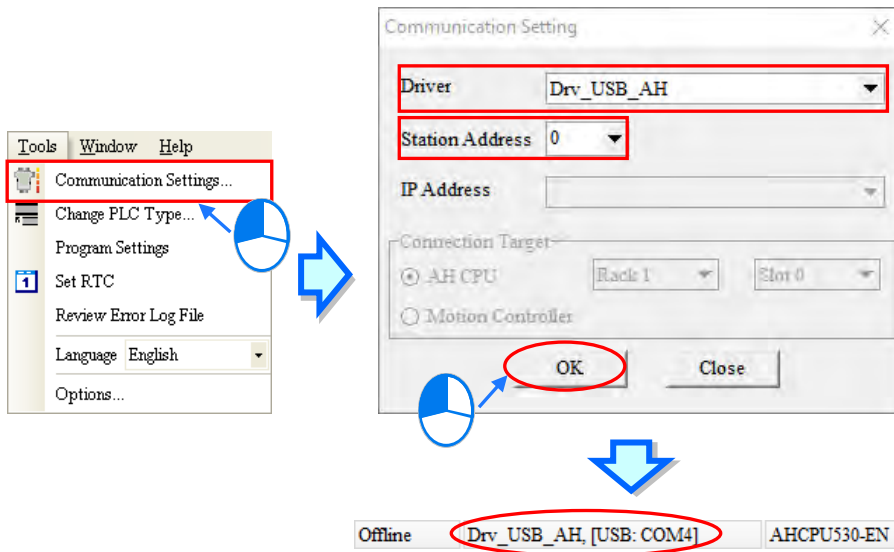 Tools Window Help
Communication Settings...
Change PLC Type...
Program Settings
1 Set RTC
Review Error Log File
Language English
Options...
Communication Setting
Driver Drv_USB_AH
Station Address 0
IP Address
Connection Target
AH CPU Rack 1 Slot 0
Motion Controller
OK Close
Offline Drv_USB_AH, [USB: COM4] AHCPU530-EN